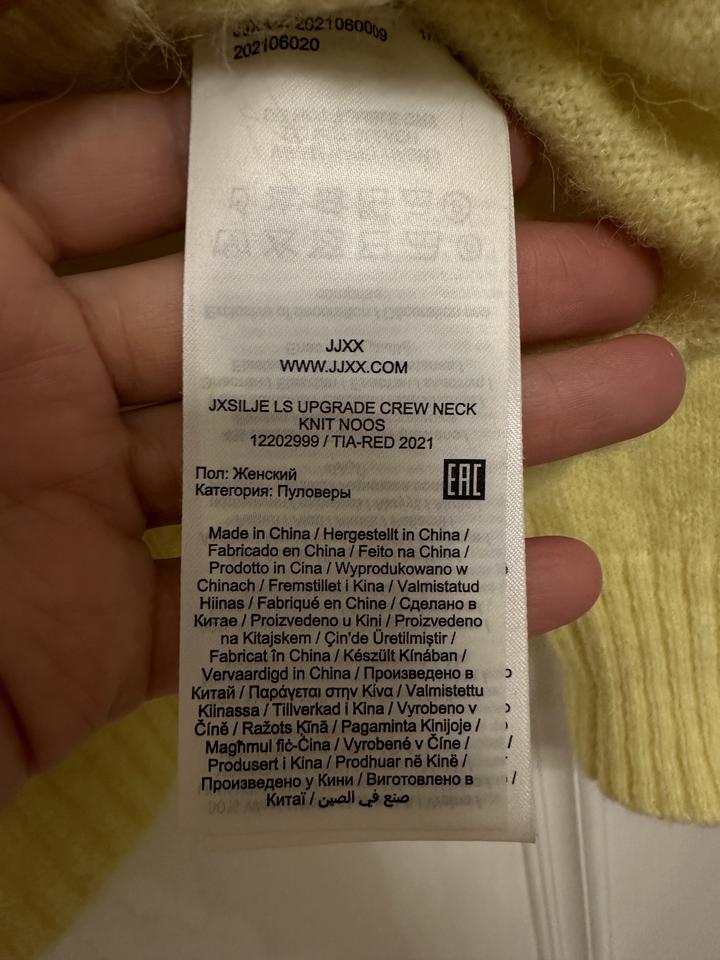 2021060009
202106020
JJXX
WWW.JJXX.COM
JXSILJE LS UPGRADE CREW NECK
KNIT NOOS
12202999 / TIA-RED 2021
Пол: Женский
Категория: Пуловеры
EAC
Made in China / Hergestellt in China /
Fabricado en China / Feito na China /
Prodotto in Cina / Wyprodukowano w
Chinach / Fremstillet i Kina / Valmistatud
Hiinas / Fabriqué en Chine / Сделано в
Китае / Proizvedeno u Kini / Proizvedeno
na Kitajskem / Çin'de Üretilmiştir /
Fabricat în China / Készült Kínában /
Vervaardigd in China / Произведено в
Китай / Παράγεται στην Κίνα / Valmistettu
Kiinassa / Tillverkad i Kina / Vyrobeno v
Číně / Ražots Ķīnā / Pagaminta Kinijoje /
Magħmul fiċ-Ċina / Vyrobené v Číne /
Produsert i Kina / Prodhuar në Kinë /
Произведено у Кини / Виготовлено в
Китаї / صنع في الصين